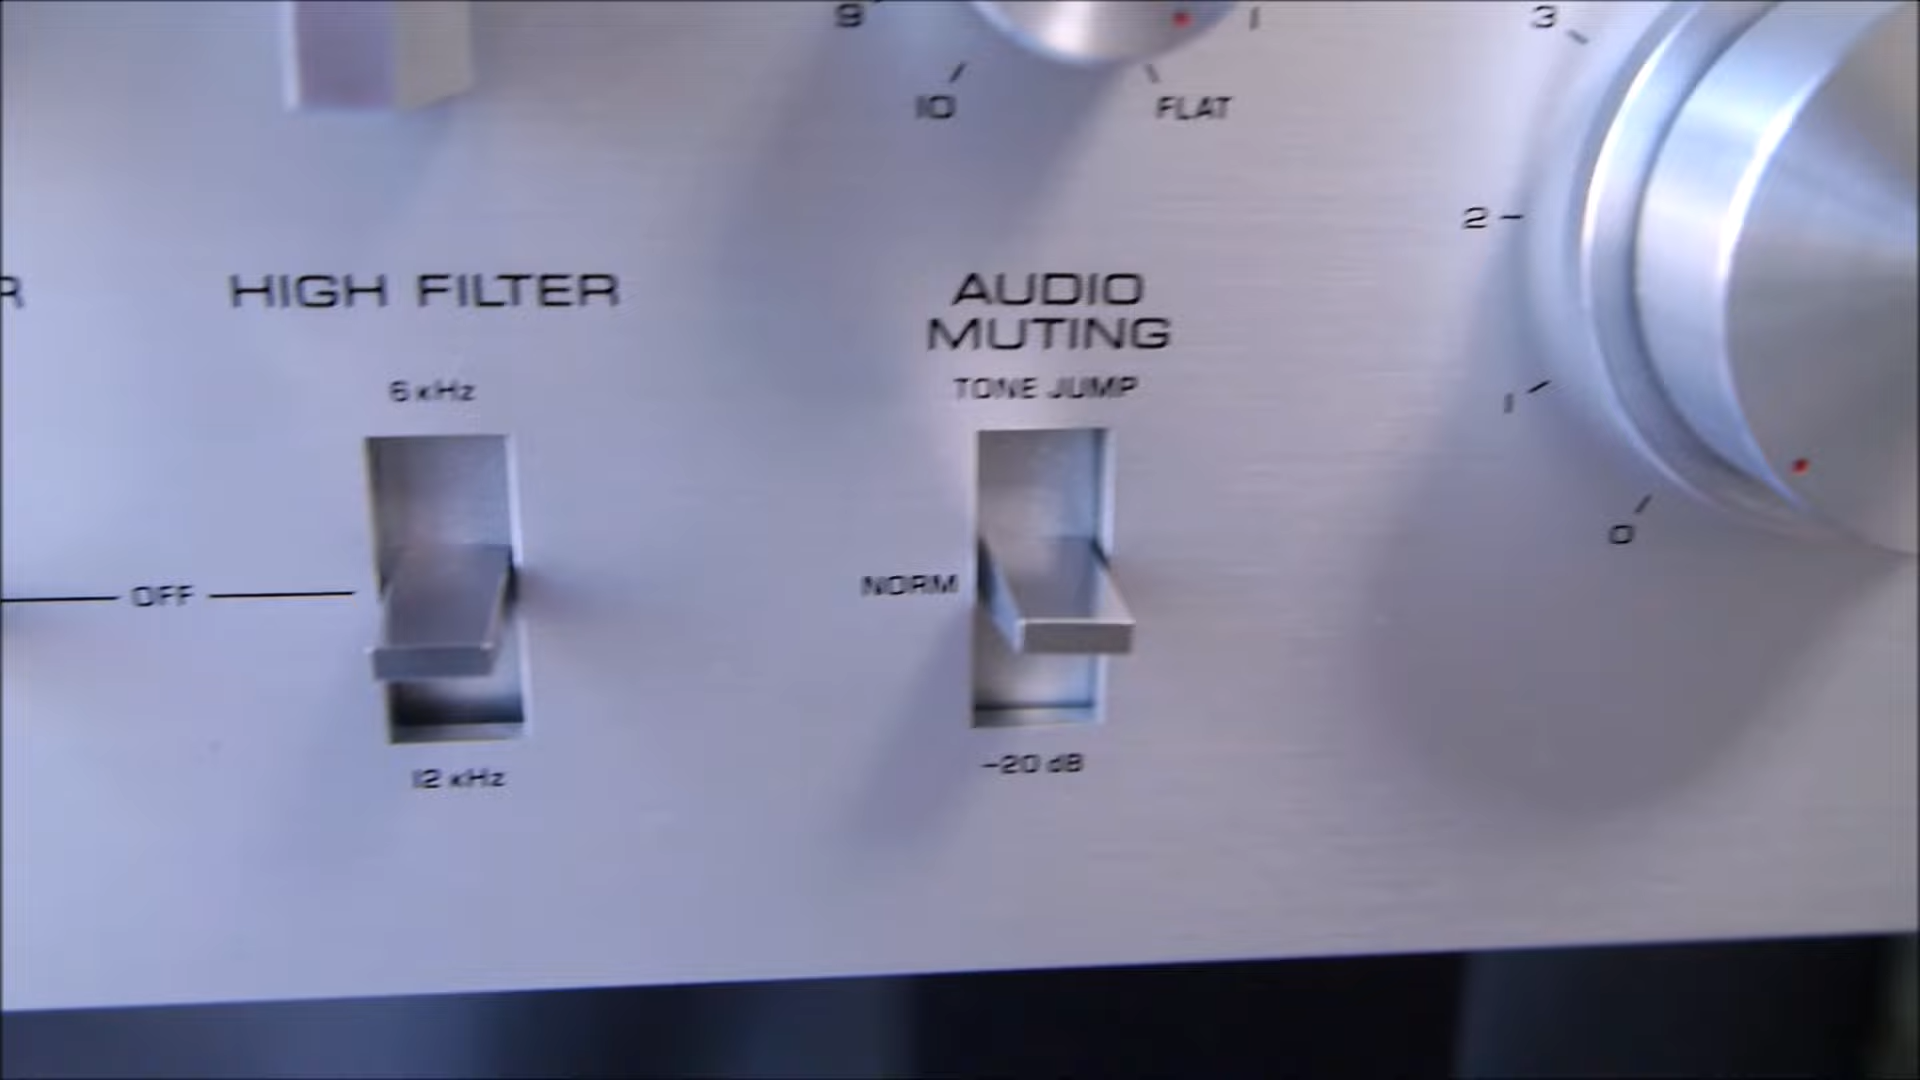 9
1
3
10
FLAT
2
R
HIGH FILTER
AUDIO
MUTING
6 kHz
TONE JUMP
1
0
OFF
NORM
12 kHz
-20 dB